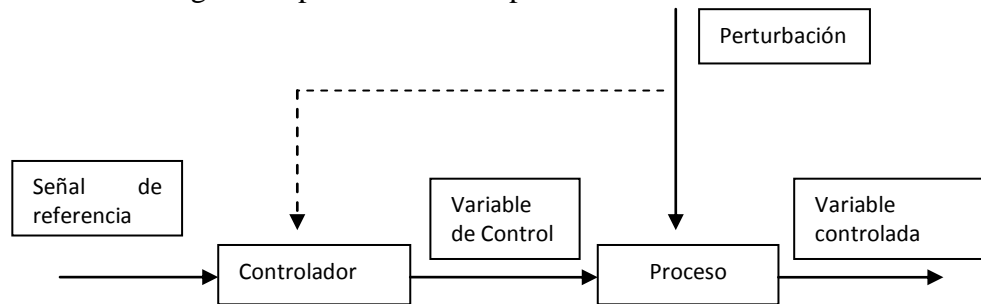 Perturbación
Señal de
referencia
Variable
de Control
Variable
controlada
Controlador
Proceso